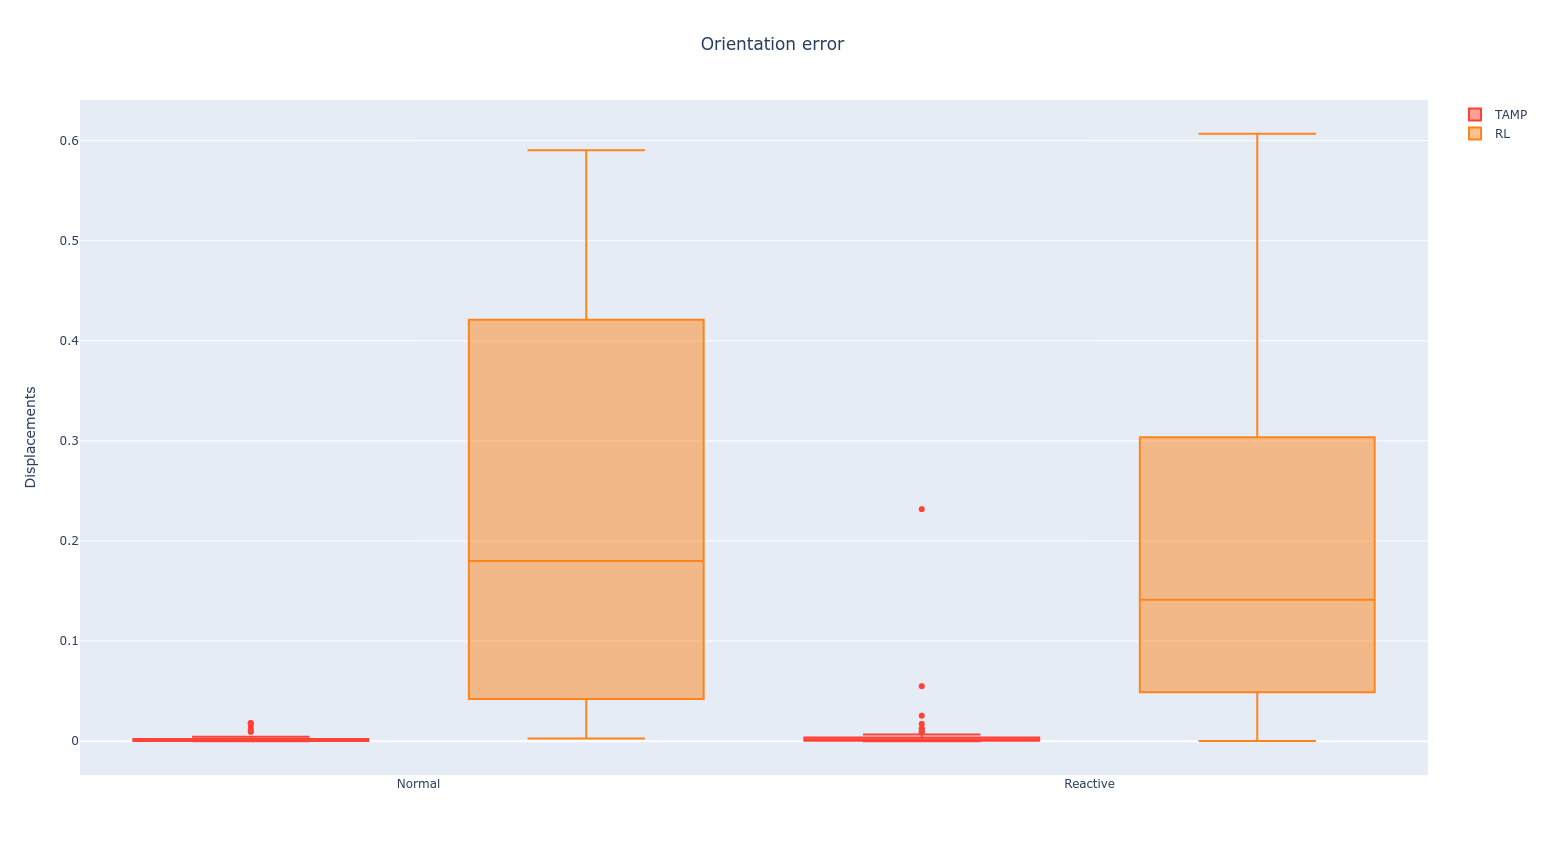 Orientation error
TAMP
RL
0.6
0.5
0.4
0.3
0.2
0.1
0
Displacements
Normal
Reactive